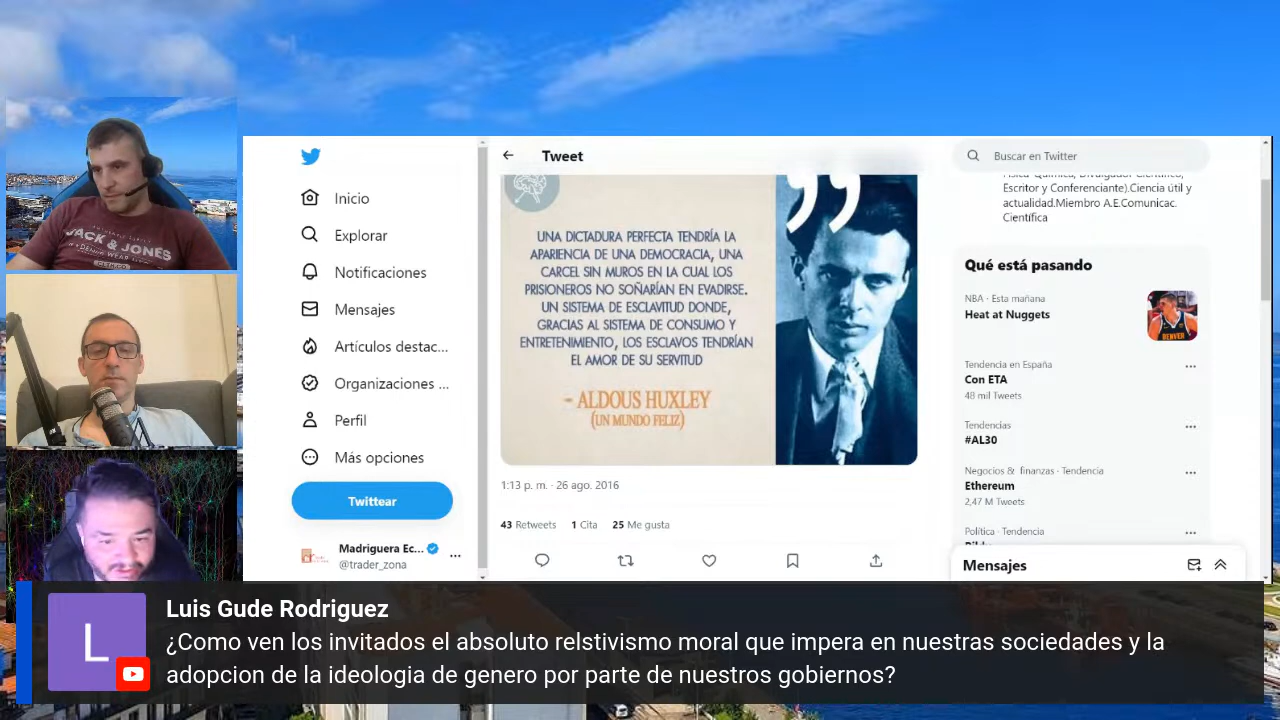 JACK & JONES
Inicio
Explorar
Notificaciones
Mensajes
Artículos destac...
Organizaciones ...
Perfil
Más opciones
Twittear
Madriguera Ec...
@trader_zona
Tweet
UNA DICTADURA PERFECTA TENDRÍA LA
APARIENCIA DE UNA DEMOCRACIA, UNA
CARCEL SIN MUROS EN LA CUAL LOS
PRISIONEROS NO SOÑARÍAN EN EVADIRSE.
UN SISTEMA DE ESCLAVITUD DONDE,
GRACIAS AL SISTEMA DE CONSUMO Y
ENTRETENIMIENTO, LOS ESCLAVOS TENDRÍAN
EL AMOR DE SU SERVITUD
- ALDOUS HUXLEY
(UN MUNDO FELIZ)
1:13 p. m. · 26 ago. 2016
43 Retweets 1 Cita 25 Me gusta
Buscar en Twitter
Escritor y Conferenciante).Ciencia útil y
actualidad.Miembro A.E.Comunicac.
Científica
Qué está pasando
NBA · Esta mañana
Heat at Nuggets
DENVER
Tendencia en España
Con ETA
48 mil Tweets
Tendencias
#AL30
Negocios & finanzas · Tendencia
Ethereum
2,47 M Tweets
Política · Tendencia
Mensajes
L
Luis Gude Rodriguez
¿Como ven los invitados el absoluto relstivismo moral que impera en nuestras sociedades y la
adopcion de la ideologia de genero por parte de nuestros gobiernos?